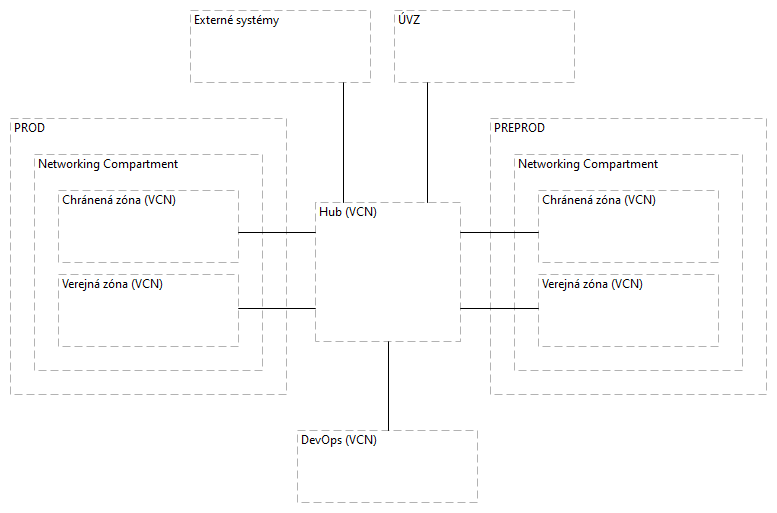 Externé systémy
ÚVZ
PROD
Networking Compartment
Chránená zóna (VCN)
Verejná zóna (VCN)
Hub (VCN)
PREPROD
Networking Compartment
Chránená zóna (VCN)
Verejná zóna (VCN)
DevOps (VCN)